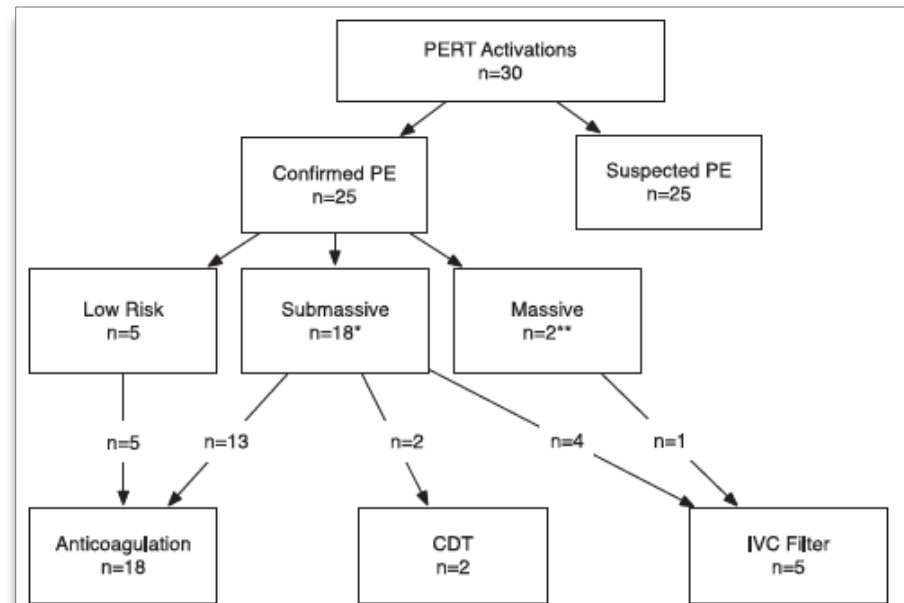 PERT Activations
n=30
Confirmed PE
n=25
Suspected PE
n=25
Low Risk
n=5
Submassive
n=18*
Massive
n=2**
n=5
n=13
n=2
n=4
n=1
Anticoagulation
n=18
CDT
n=2
IVC Filter
n=5